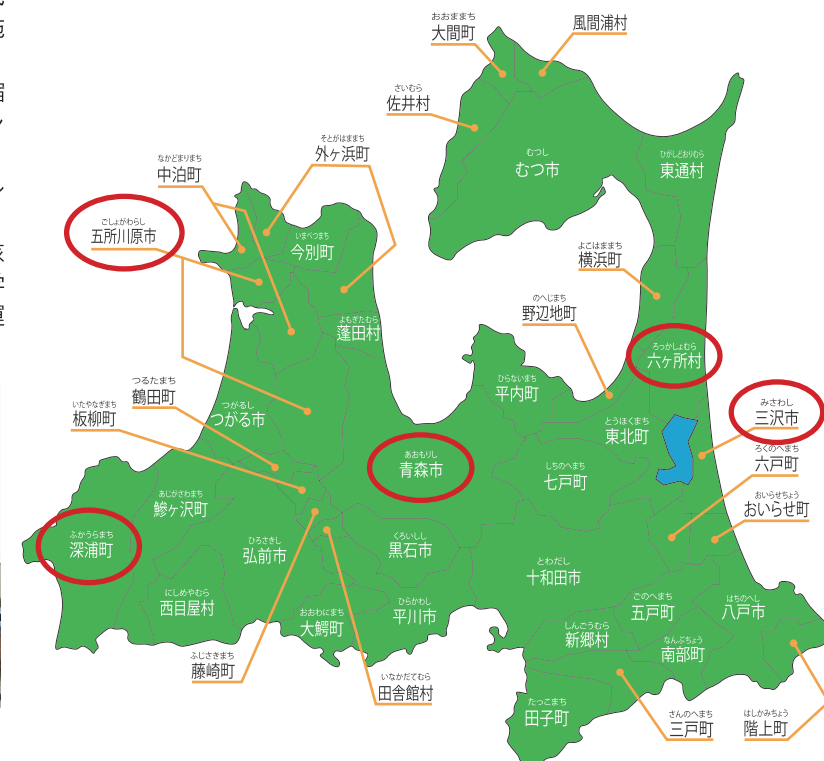 おおままち
大間町
風間浦村
さいむら
佐井村
むつし
むつ市
ひがしどおりむら
東通村
そとがはままち
外ヶ浜町
なかどまりまち
中泊町
ごしょがわらし
五所川原市
いまべつまち
今別町
よこはままち
横浜町
のへじまち
野辺地町
よもぎたむら
蓬田村
ろっかしょむら
六ヶ所村
ひらないまち
平内町
つるたまち
鶴田町
いたやなぎまち
板柳町
つがるし
つがる市
みさわし
三沢市
とうほくまち
東北町
あおもりし
青森市
ろくのへまち
六戸町
しちのへまち
七戸町
おいらせちょう
おいらせ町
あじがさわまち
鰺ヶ沢町
ふかうらまち
深浦町
ひろさきし
弘前市
くろいしし
黒石市
とわだし
十和田市
にしめやむら
西目屋村
おおわにまち
大鰐町
ひらかわし
平川市
ごのへまち
五戸町
はちのへし
八戸市
しんごうむら
新郷村
なんぶちょう
南部町
ふじさきまち
藤崎町
いなかだてむら
田舎館村
たっこまち
田子町
さんのへまち
三戸町
はしかみちょう
階上町